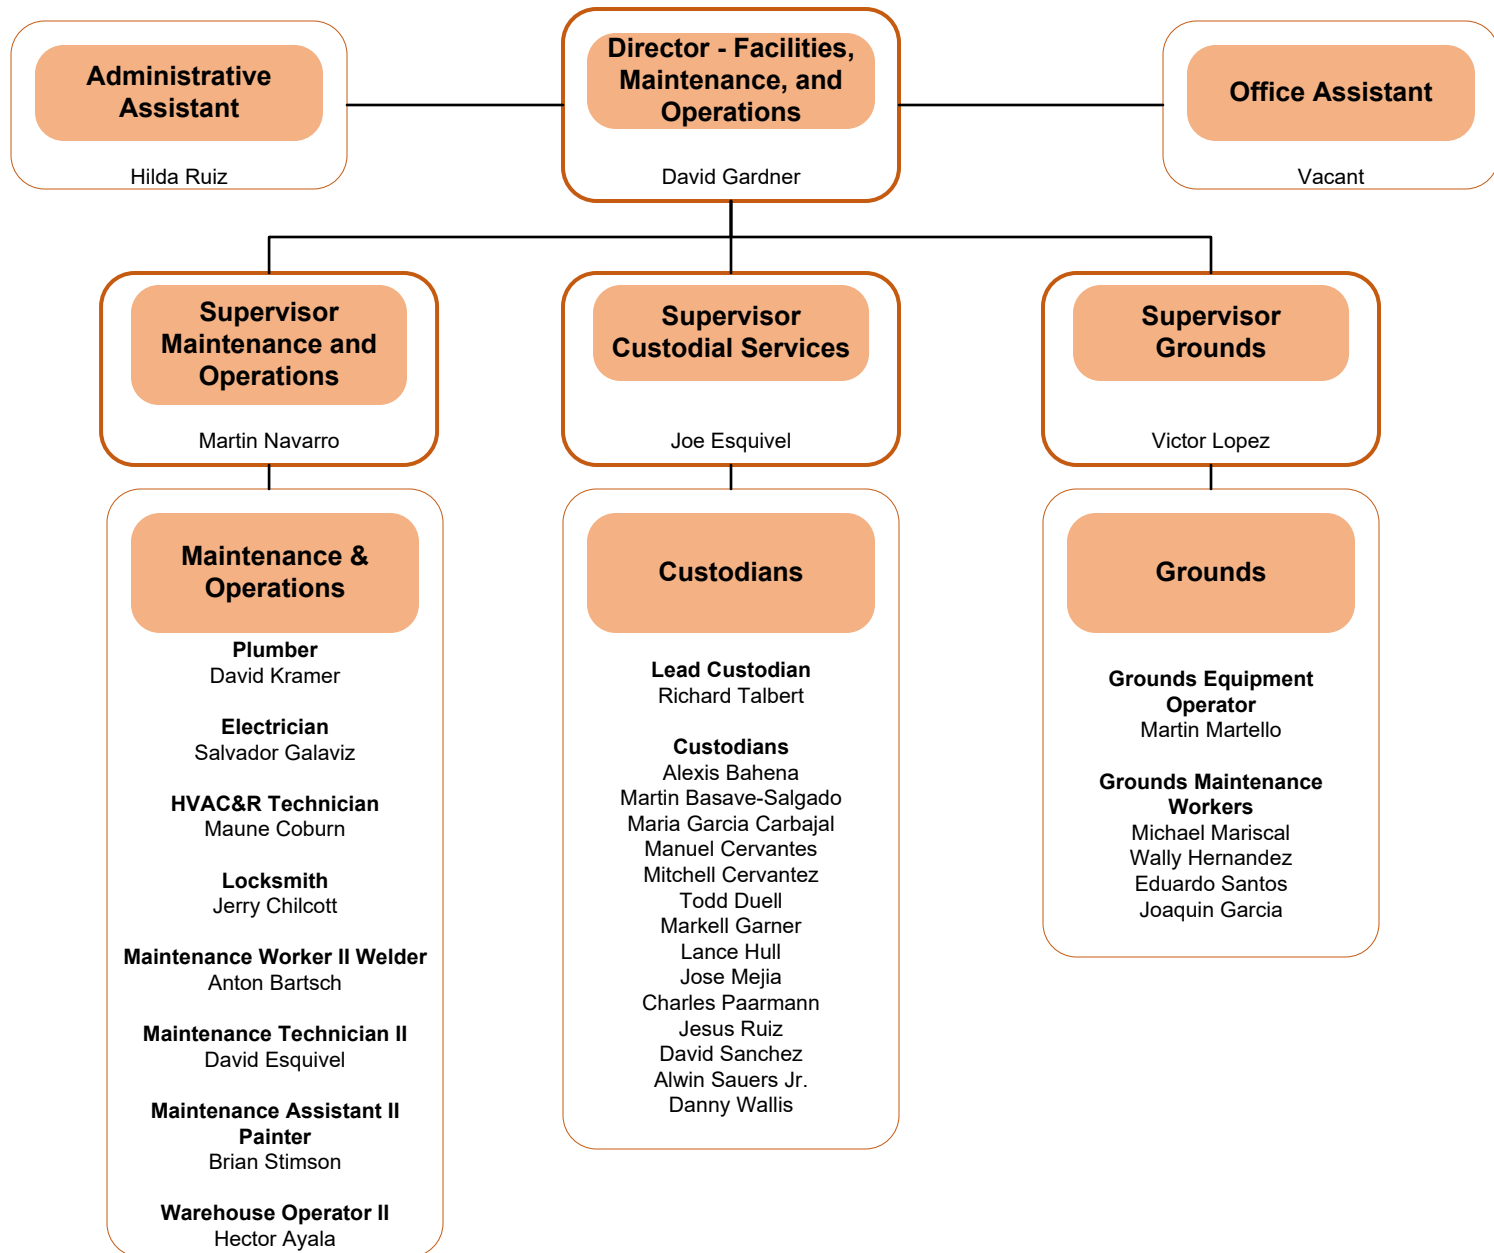 Administrative
Assistant
Hilda Ruiz
Director - Facilities,
Maintenance, and
Operations
David Gardner
Office Assistant
Vacant
Supervisor
Maintenance and
Operations
Martin Navarro
Supervisor
Custodial Services
Joe Esquivel
Supervisor
Grounds
Victor Lopez
Maintenance &
Operations
Plumber
David Kramer
Electrician
Salvador Galaviz
HVAC&R Technician
Maune Coburn
Locksmith
Jerry Chilcott
Maintenance Worker II Welder
Anton Bartsch
Maintenance Technician II
David Esquivel
Maintenance Assistant II
Painter
Brian Stimson
Warehouse Operator II
Hector Ayala
Custodians
Lead Custodian
Richard Talbert
Custodians
Alexis Bahena
Martin Basave-Salgado
Maria Garcia Carbajal
Manuel Cervantes
Mitchell Cervantez
Todd Duell
Markell Garner
Lance Hull
Jose Mejia
Charles Paarmann
Jesus Ruiz
David Sanchez
Alwin Sauers Jr.
Danny Wallis
Grounds
Grounds Equipment
Operator
Martin Martello
Grounds Maintenance
Workers
Michael Mariscal
Wally Hernandez
Eduardo Santos
Joaquin Garcia